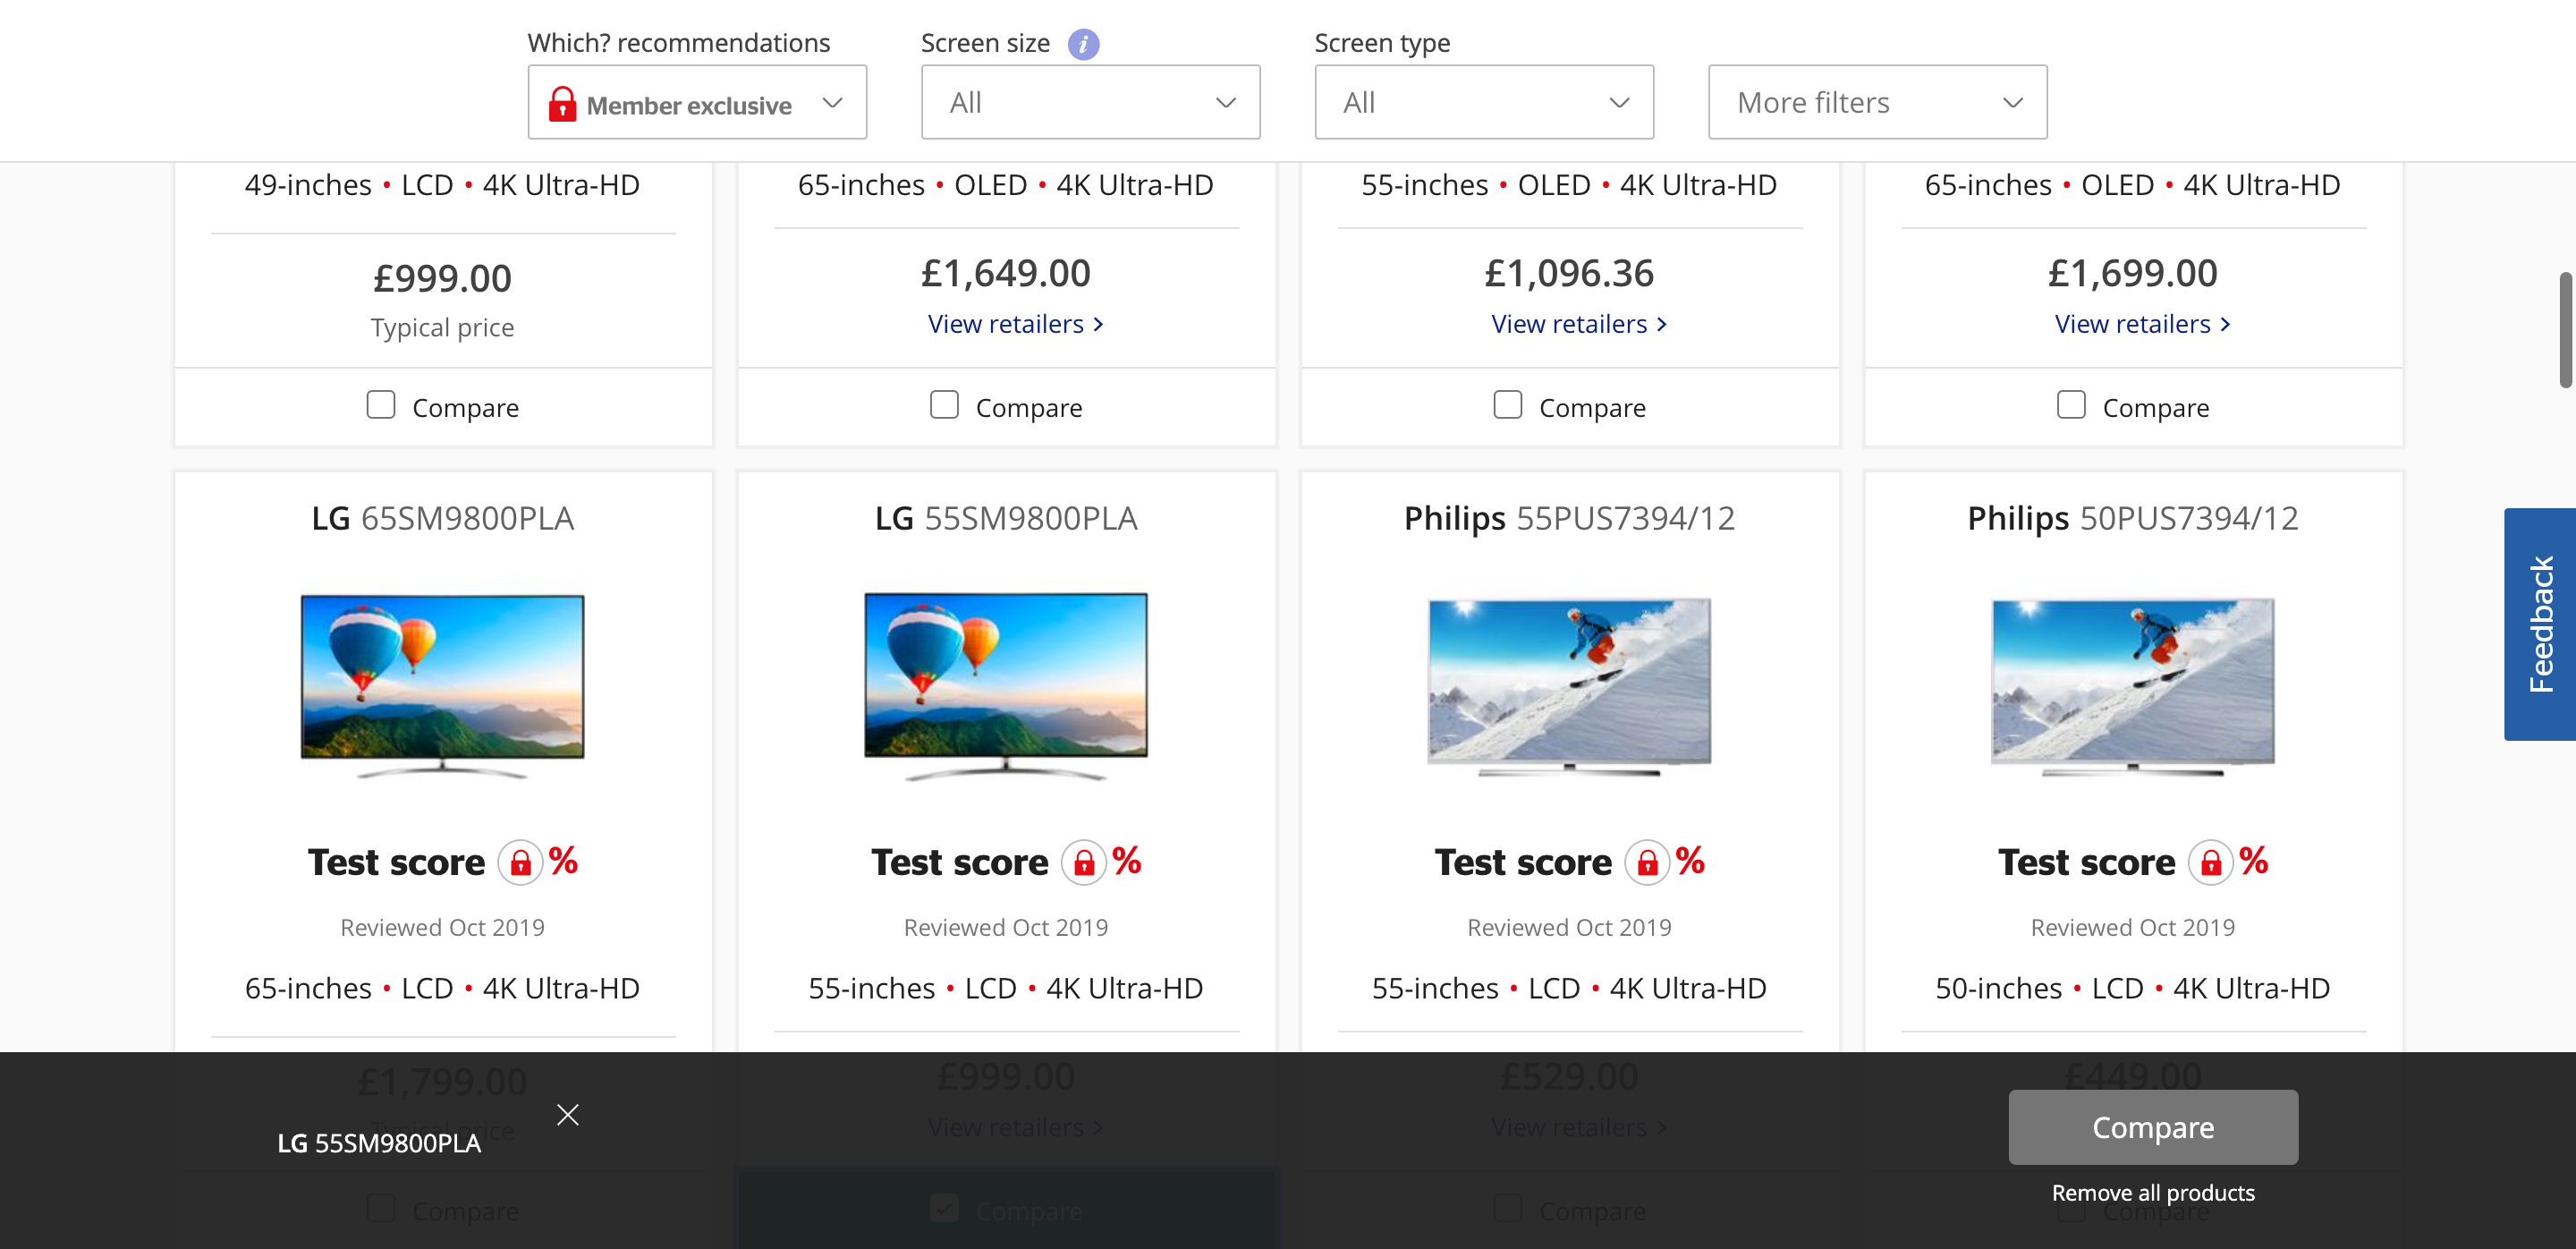 Which? recommendations
Screen size i
Screen type
Member exclusive
All
All
More filters
49-inches • LCD • 4K Ultra-HD
65-inches • OLED • 4K Ultra-HD
55-inches • OLED • 4K Ultra-HD
65-inches • OLED • 4K Ultra-HD
£999.00
£1,649.00
£1,096.36
£1,699.00
Typical price
View retailers >
View retailers >
View retailers >
Compare
Compare
Compare
Compare
LG 65SM9800PLA
LG 55SM9800PLA
Philips 55PUS7394/12
Philips 50PUS7394/12
Feedback
Test score %
Test score %
Test score %
Test score %
Reviewed Oct 2019
Reviewed Oct 2019
Reviewed Oct 2019
Reviewed Oct 2019
65-inches • LCD • 4K Ultra-HD
55-inches • LCD • 4K Ultra-HD
55-inches • LCD • 4K Ultra-HD
50-inches • LCD • 4K Ultra-HD
£1,799.00
£999.00
£529.00
£449.00
Typical price
View retailers >
View retailers >
LG 55SM9800PLA
Compare
Remove all products
Compare
Compare
Compare
Compare